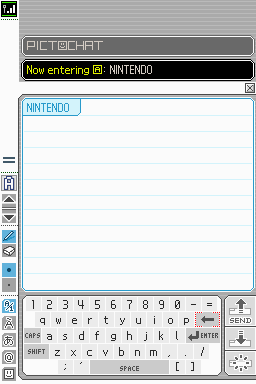 PICTOCHAT
Now entering A: NINTENDO
NINTENDO
1 2 3 4 5 6 7 8 9 0 - =
q w e r t y u i o p ←
CAPS a s d f g h j k l ENTER
SHIFT z x c v b n m , . /
; ´ SPACE [ ]
SEND